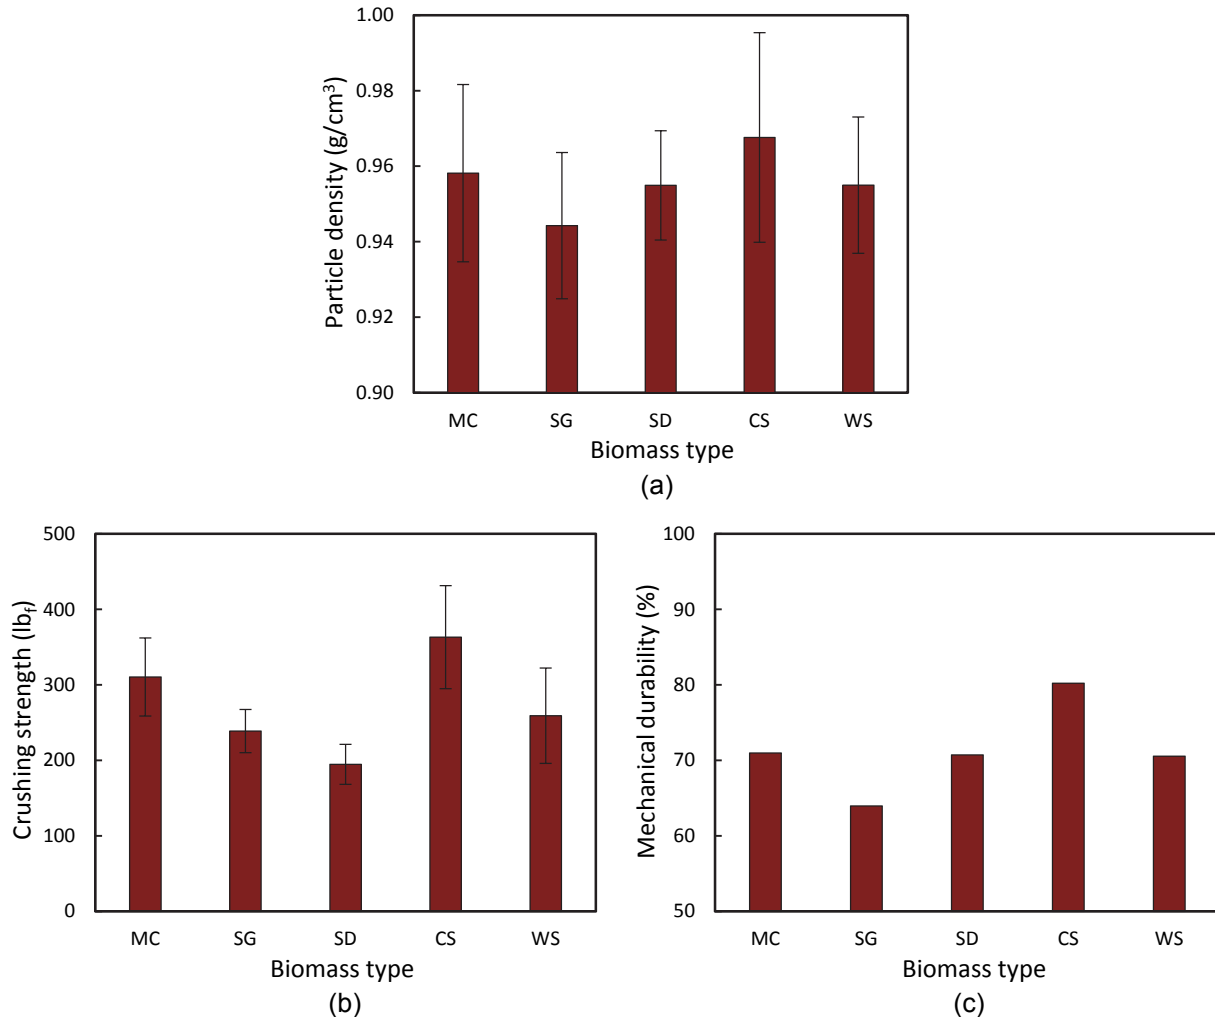 1.00
0.98
0.96
0.94
0.92
0.90
Particle density (g/cm³)
MC SG SD CS WS
Biomass type
(a)
500
400
300
200
100
0
Crushing strength (lbf)
MC SG SD CS WS
Biomass type
(b)
100
90
80
70
60
50
Mechanical durability (%)
MC SG SD CS WS
Biomass type
(c)